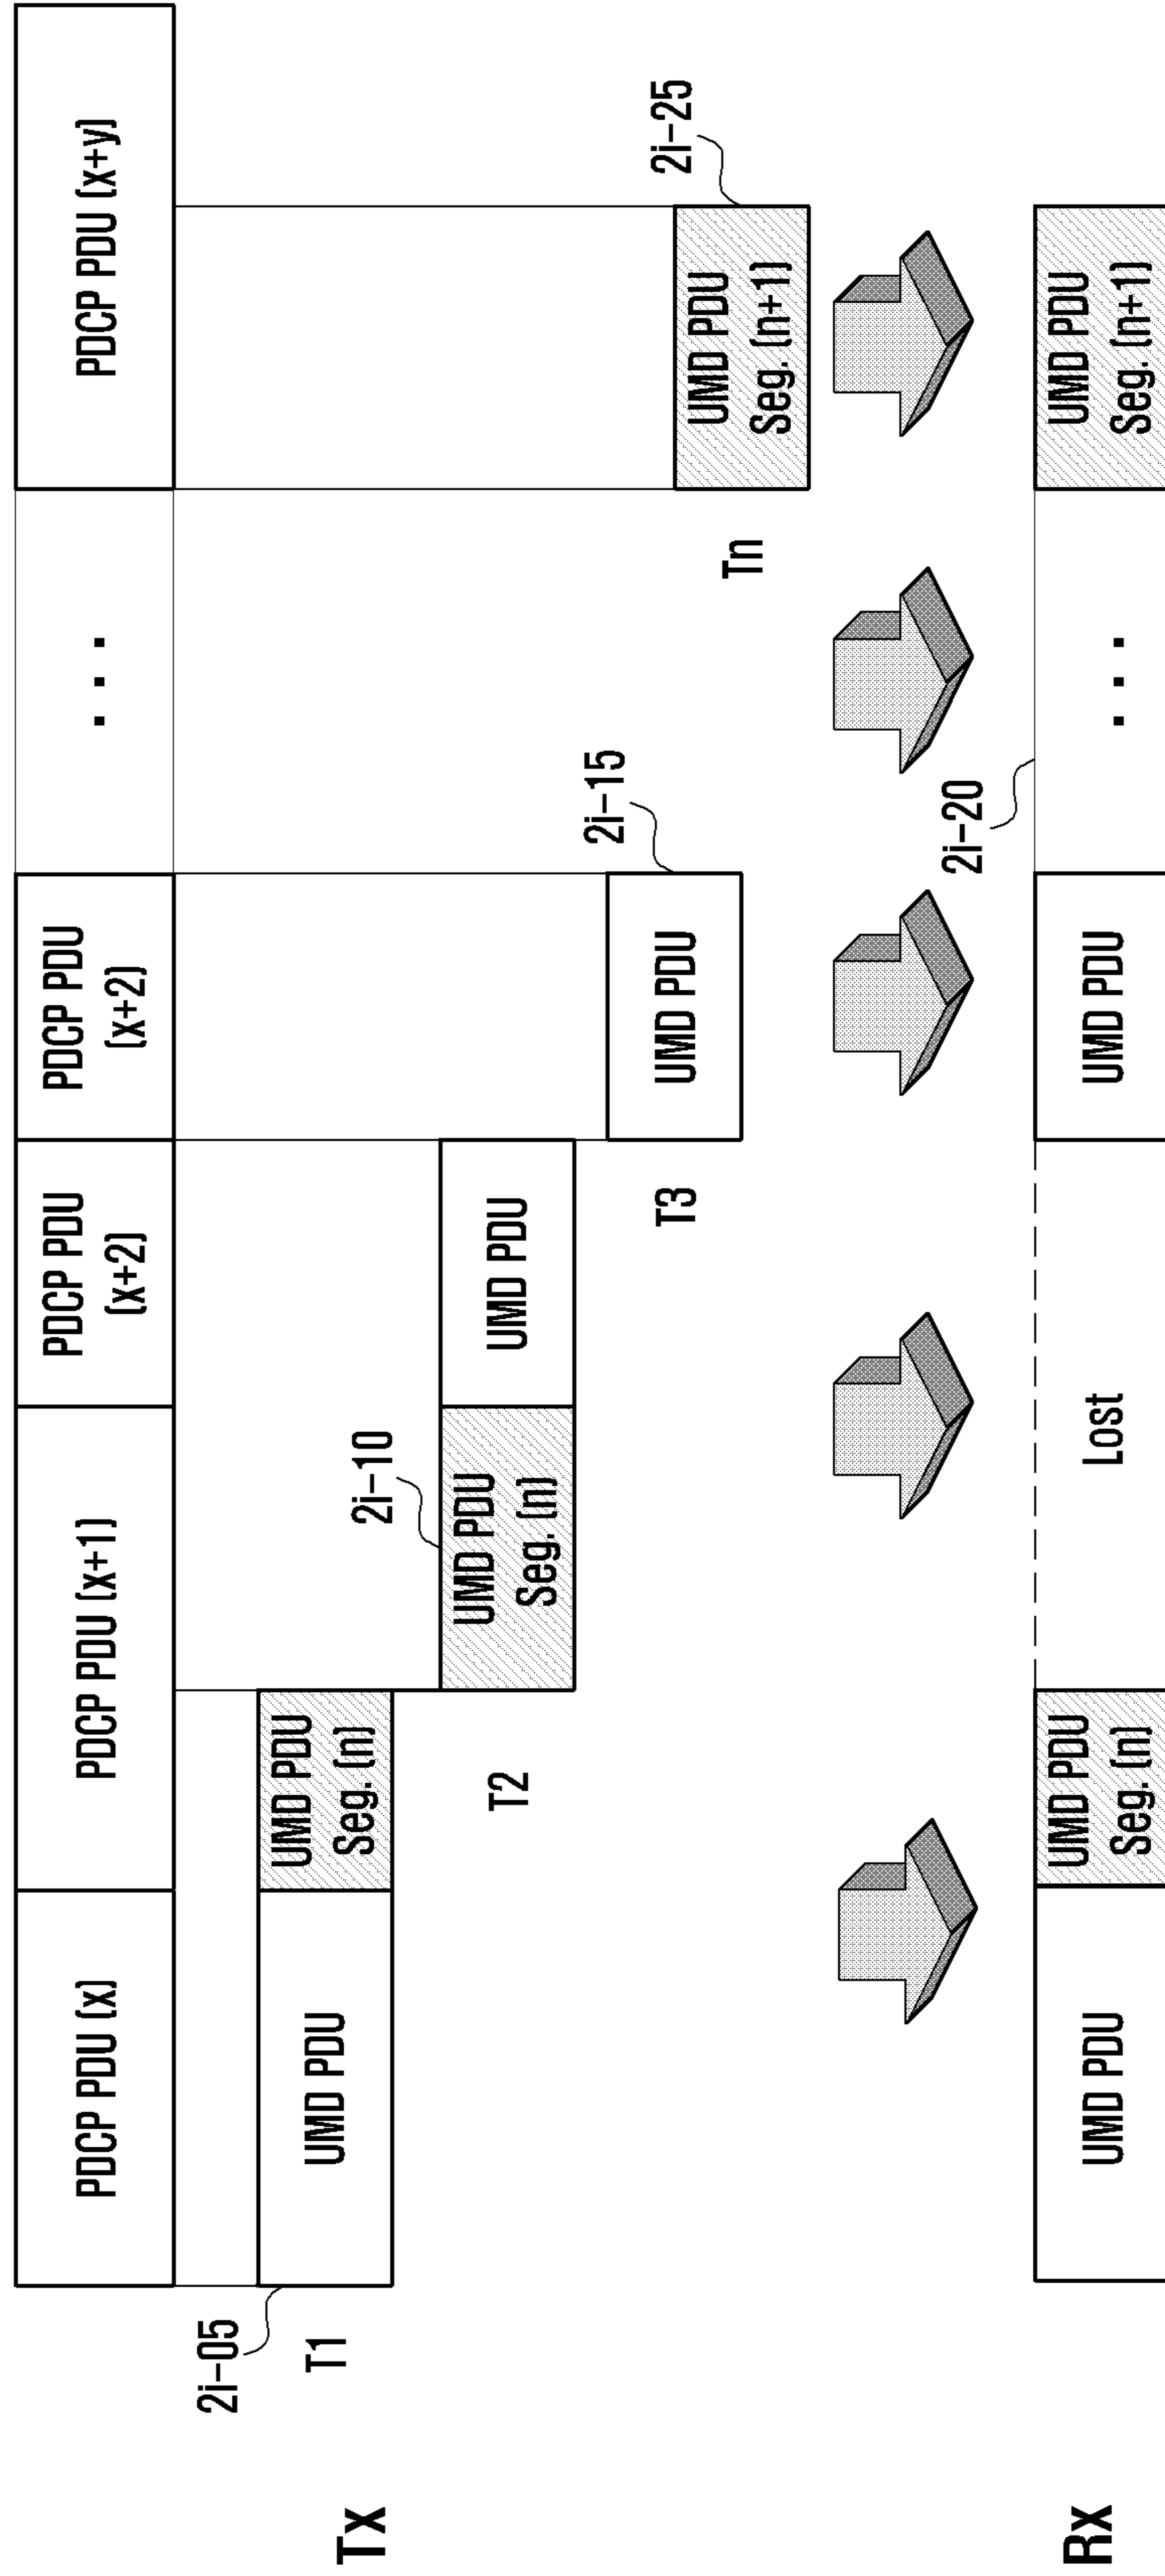 PDCP PDU (x)
PDCP PDU (x+1)
PDCP PDU
(x+2)
PDCP PDU
(x+2)
. . .
PDCP PDU (x+y)
Tx
2i-05
T1
UMD PDU
UMD PDU
Seg. (n)
T2
2i-10
UMD PDU
Seg. (n)
UMD PDU
T3
2i-15
UMD PDU
Tn
2i-25
UMD PDU
Seg. (n+1)
Rx
UMD PDU
UMD PDU
Seg. (n)
Lost
UMD PDU
2i-20
. . .
UMD PDU
Seg. (n+1)